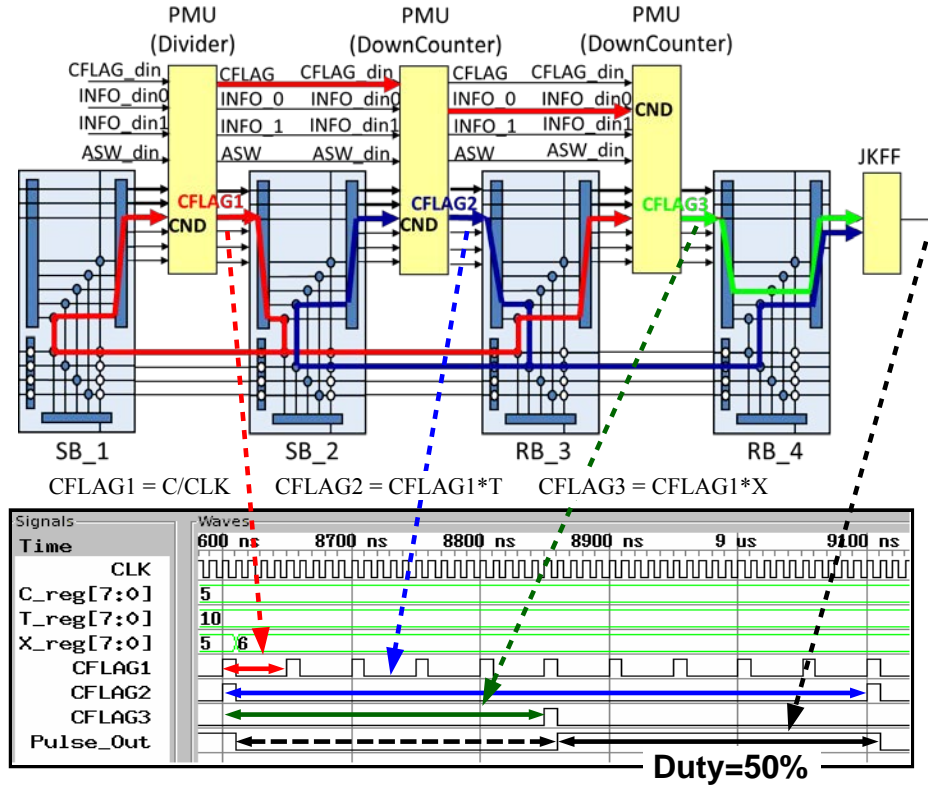 PMU PMU PMU
(Divider) (DownCounter) (DownCounter)
CFLAG_din CFLAG CFLAG_din CFLAG CFLAG_din
INFO_din0 INFO_0 INFO_din0 INFO_0 INFO_din0
CND
INFO_din1 INFO_1 INFO_din1 INFO_1 INFO_din1
ASW_din ASW ASW_din ASW ASW_din
JKFF
CFLAG1 CFLAG2 CFLAG3
CND CND
SB_1 SB_2 RB_3 RB_4
CFLAG1 = C/CLK CFLAG2 = CFLAG1*T CFLAG3 = CFLAG1*X
Signals Waves
Time 600 ns 8700 ns 8800 ns 8900 ns 9 us 9100 ns
CLK
C_reg[7:0] 5
T_reg[7:0] 10
X_reg[7:0] 5 6
CFLAG1
CFLAG2
CFLAG3
Pulse_Out
Duty=50%